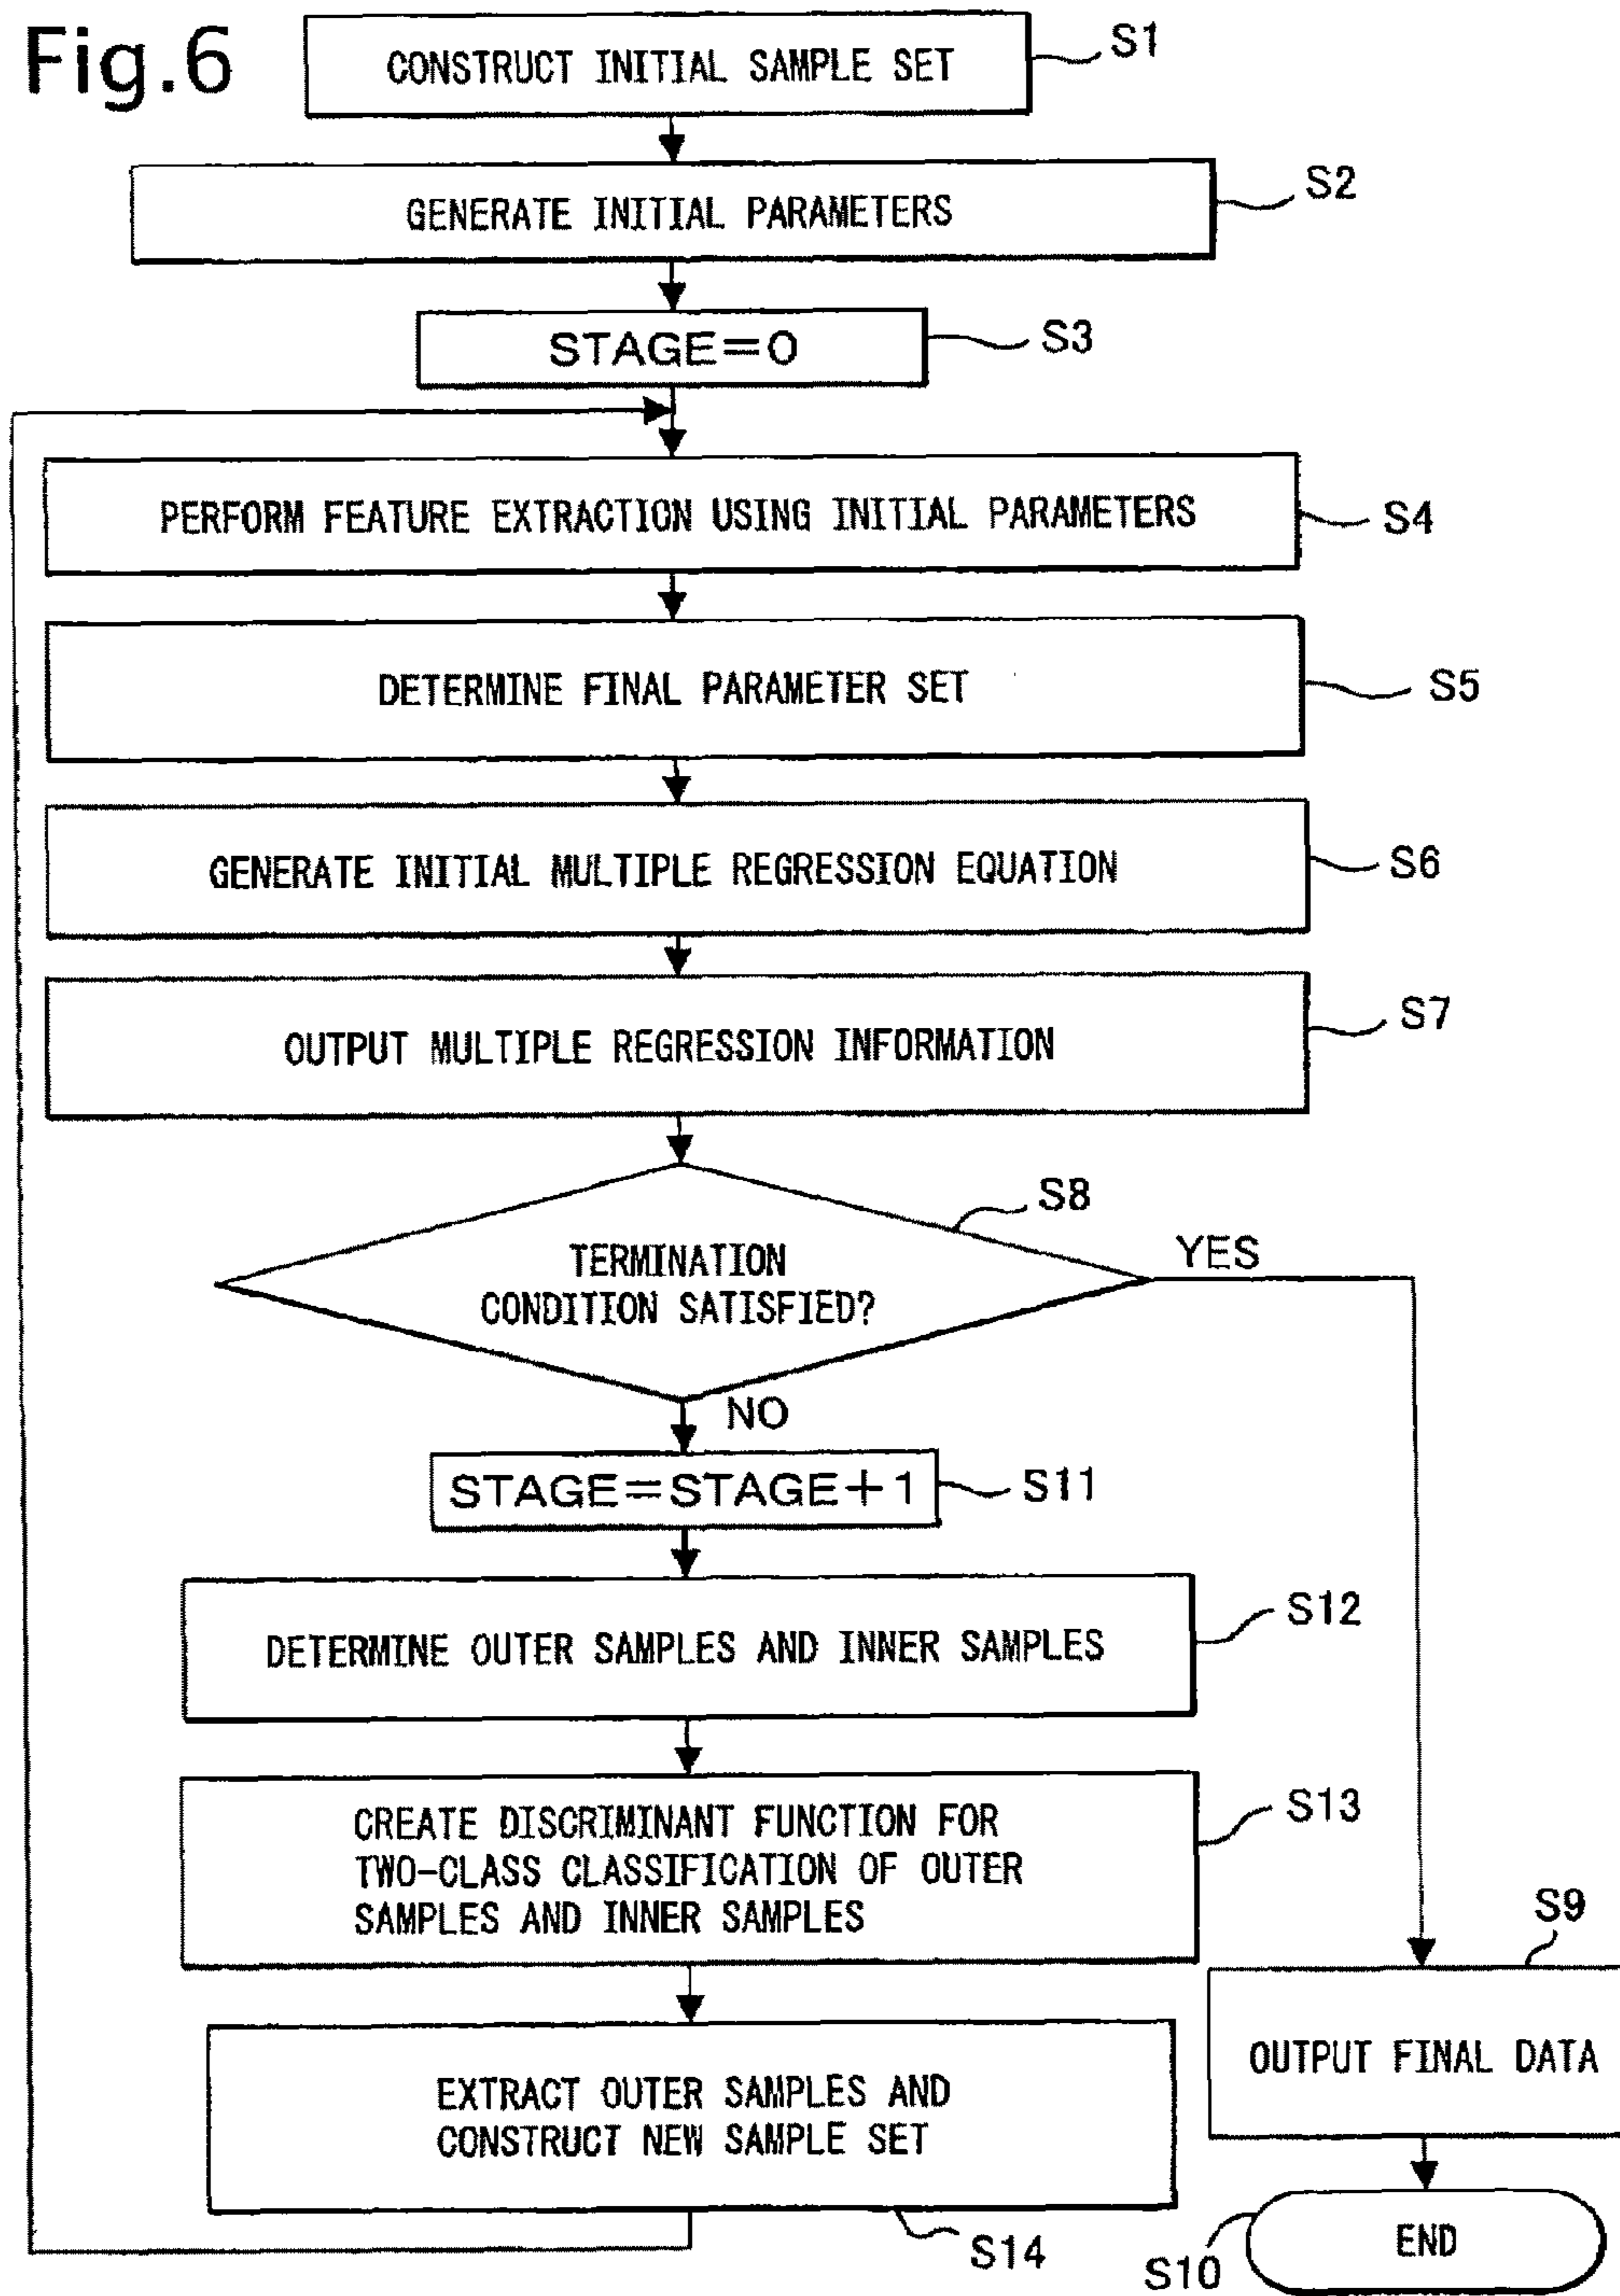 Fig.6
CONSTRUCT INITIAL SAMPLE SET
S1
GENERATE INITIAL PARAMETERS
S2
STAGE=0
S3
PERFORM FEATURE EXTRACTION USING INITIAL PARAMETERS
S4
DETERMINE FINAL PARAMETER SET
S5
GENERATE INITIAL MULTIPLE REGRESSION EQUATION
S6
OUTPUT MULTIPLE REGRESSION INFORMATION
S7
S8
TERMINATION
CONDITION SATISFIED?
YES
NO
STAGE=STAGE+1
S11
DETERMINE OUTER SAMPLES AND INNER SAMPLES
S12
CREATE DISCRIMINANT FUNCTION FOR
TWO-CLASS CLASSIFICATION OF OUTER
SAMPLES AND INNER SAMPLES
S13
EXTRACT OUTER SAMPLES AND
CONSTRUCT NEW SAMPLE SET
S14
S9
OUTPUT FINAL DATA
END
S10